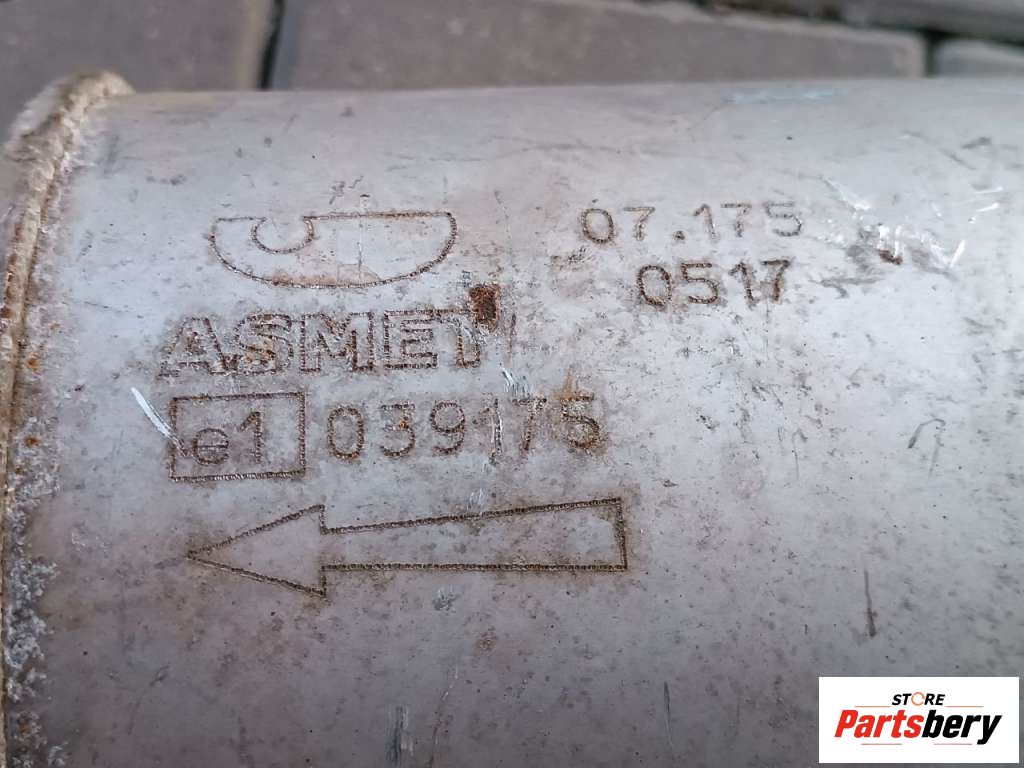 07.175
0517
ASMET
e1 039175
STORE
Partsbery